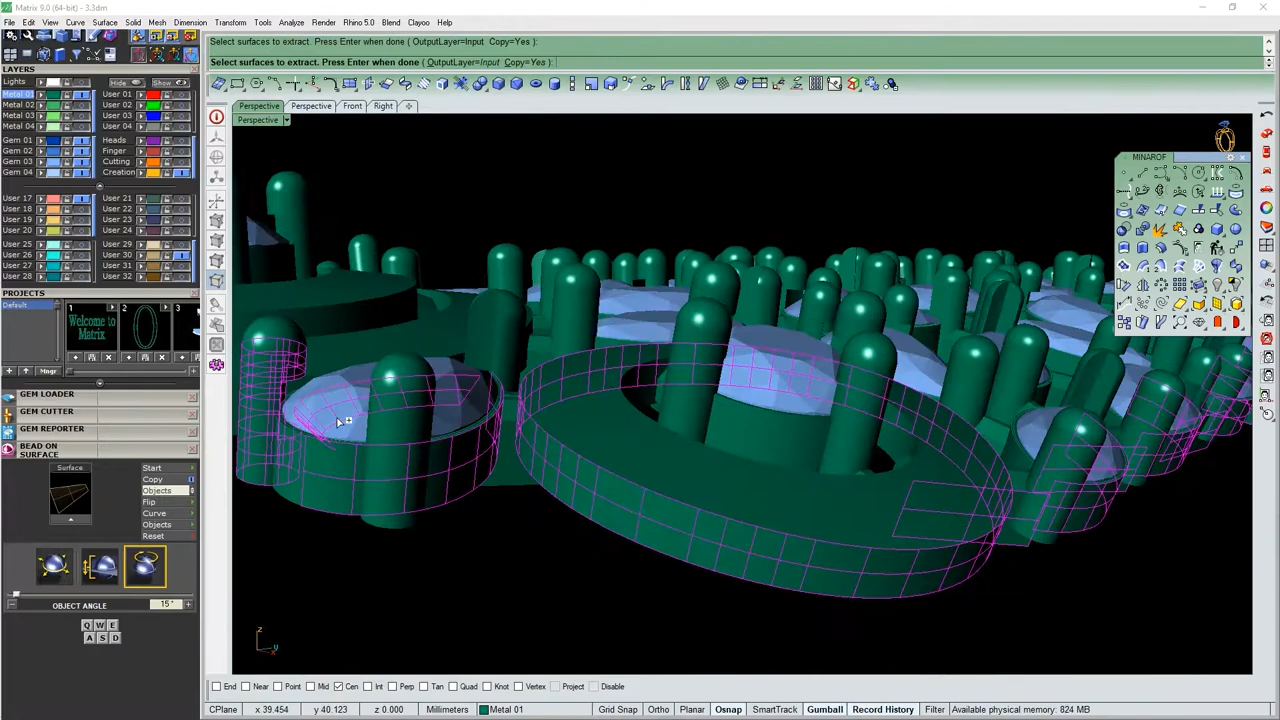 Matrix 9.0 (64-bit) - 3.3dm
File Edit View Curve Surface Solid Mesh Dimension Transform Tools Analyze Render Rhino 5.0 Blend Clayoo Help
Select surfaces to extract. Press Enter when done ( OutputLayer=Input Copy=Yes ):
Select surfaces to extract. Press Enter when done ( OutputLayer=Input Copy=Yes ):
LAYERS
Lights Hide Show
Metal 01 User 01
Metal 02 User 02
Metal 03 User 03
Metal 04 User 04
Gem 01 Heads
Gem 02 Finger
Gem 03 Cutting
Gem 04 Creation
User 17 User 21
User 18 User 22
User 19 User 23
User 20 User 24
User 25 User 29
User 26 User 30
User 27 User 31
User 28 User 32
PROJECTS
Default
1 2 3
Welcome to Matrix
Mngr
GEM LOADER
GEM CUTTER
GEM REPORTER
BEAD ON SURFACE
Surface
Start
Copy
Objects
Flip
Curve
Objects
Reset
OBJECT ANGLE 15°
Q W E
A S D
Perspective Perspective Front Right
Perspective
MINAROF
z
y
x
End Near Point Mid Cen Int Perp Tan Quad Knot Vertex Project Disable
CPlane x 39.454 y 40.123 z 0.000 Millimeters Metal 01 Grid Snap Ortho Planar Osnap SmartTrack Gumball Record History Filter Available physical memory: 824 MB